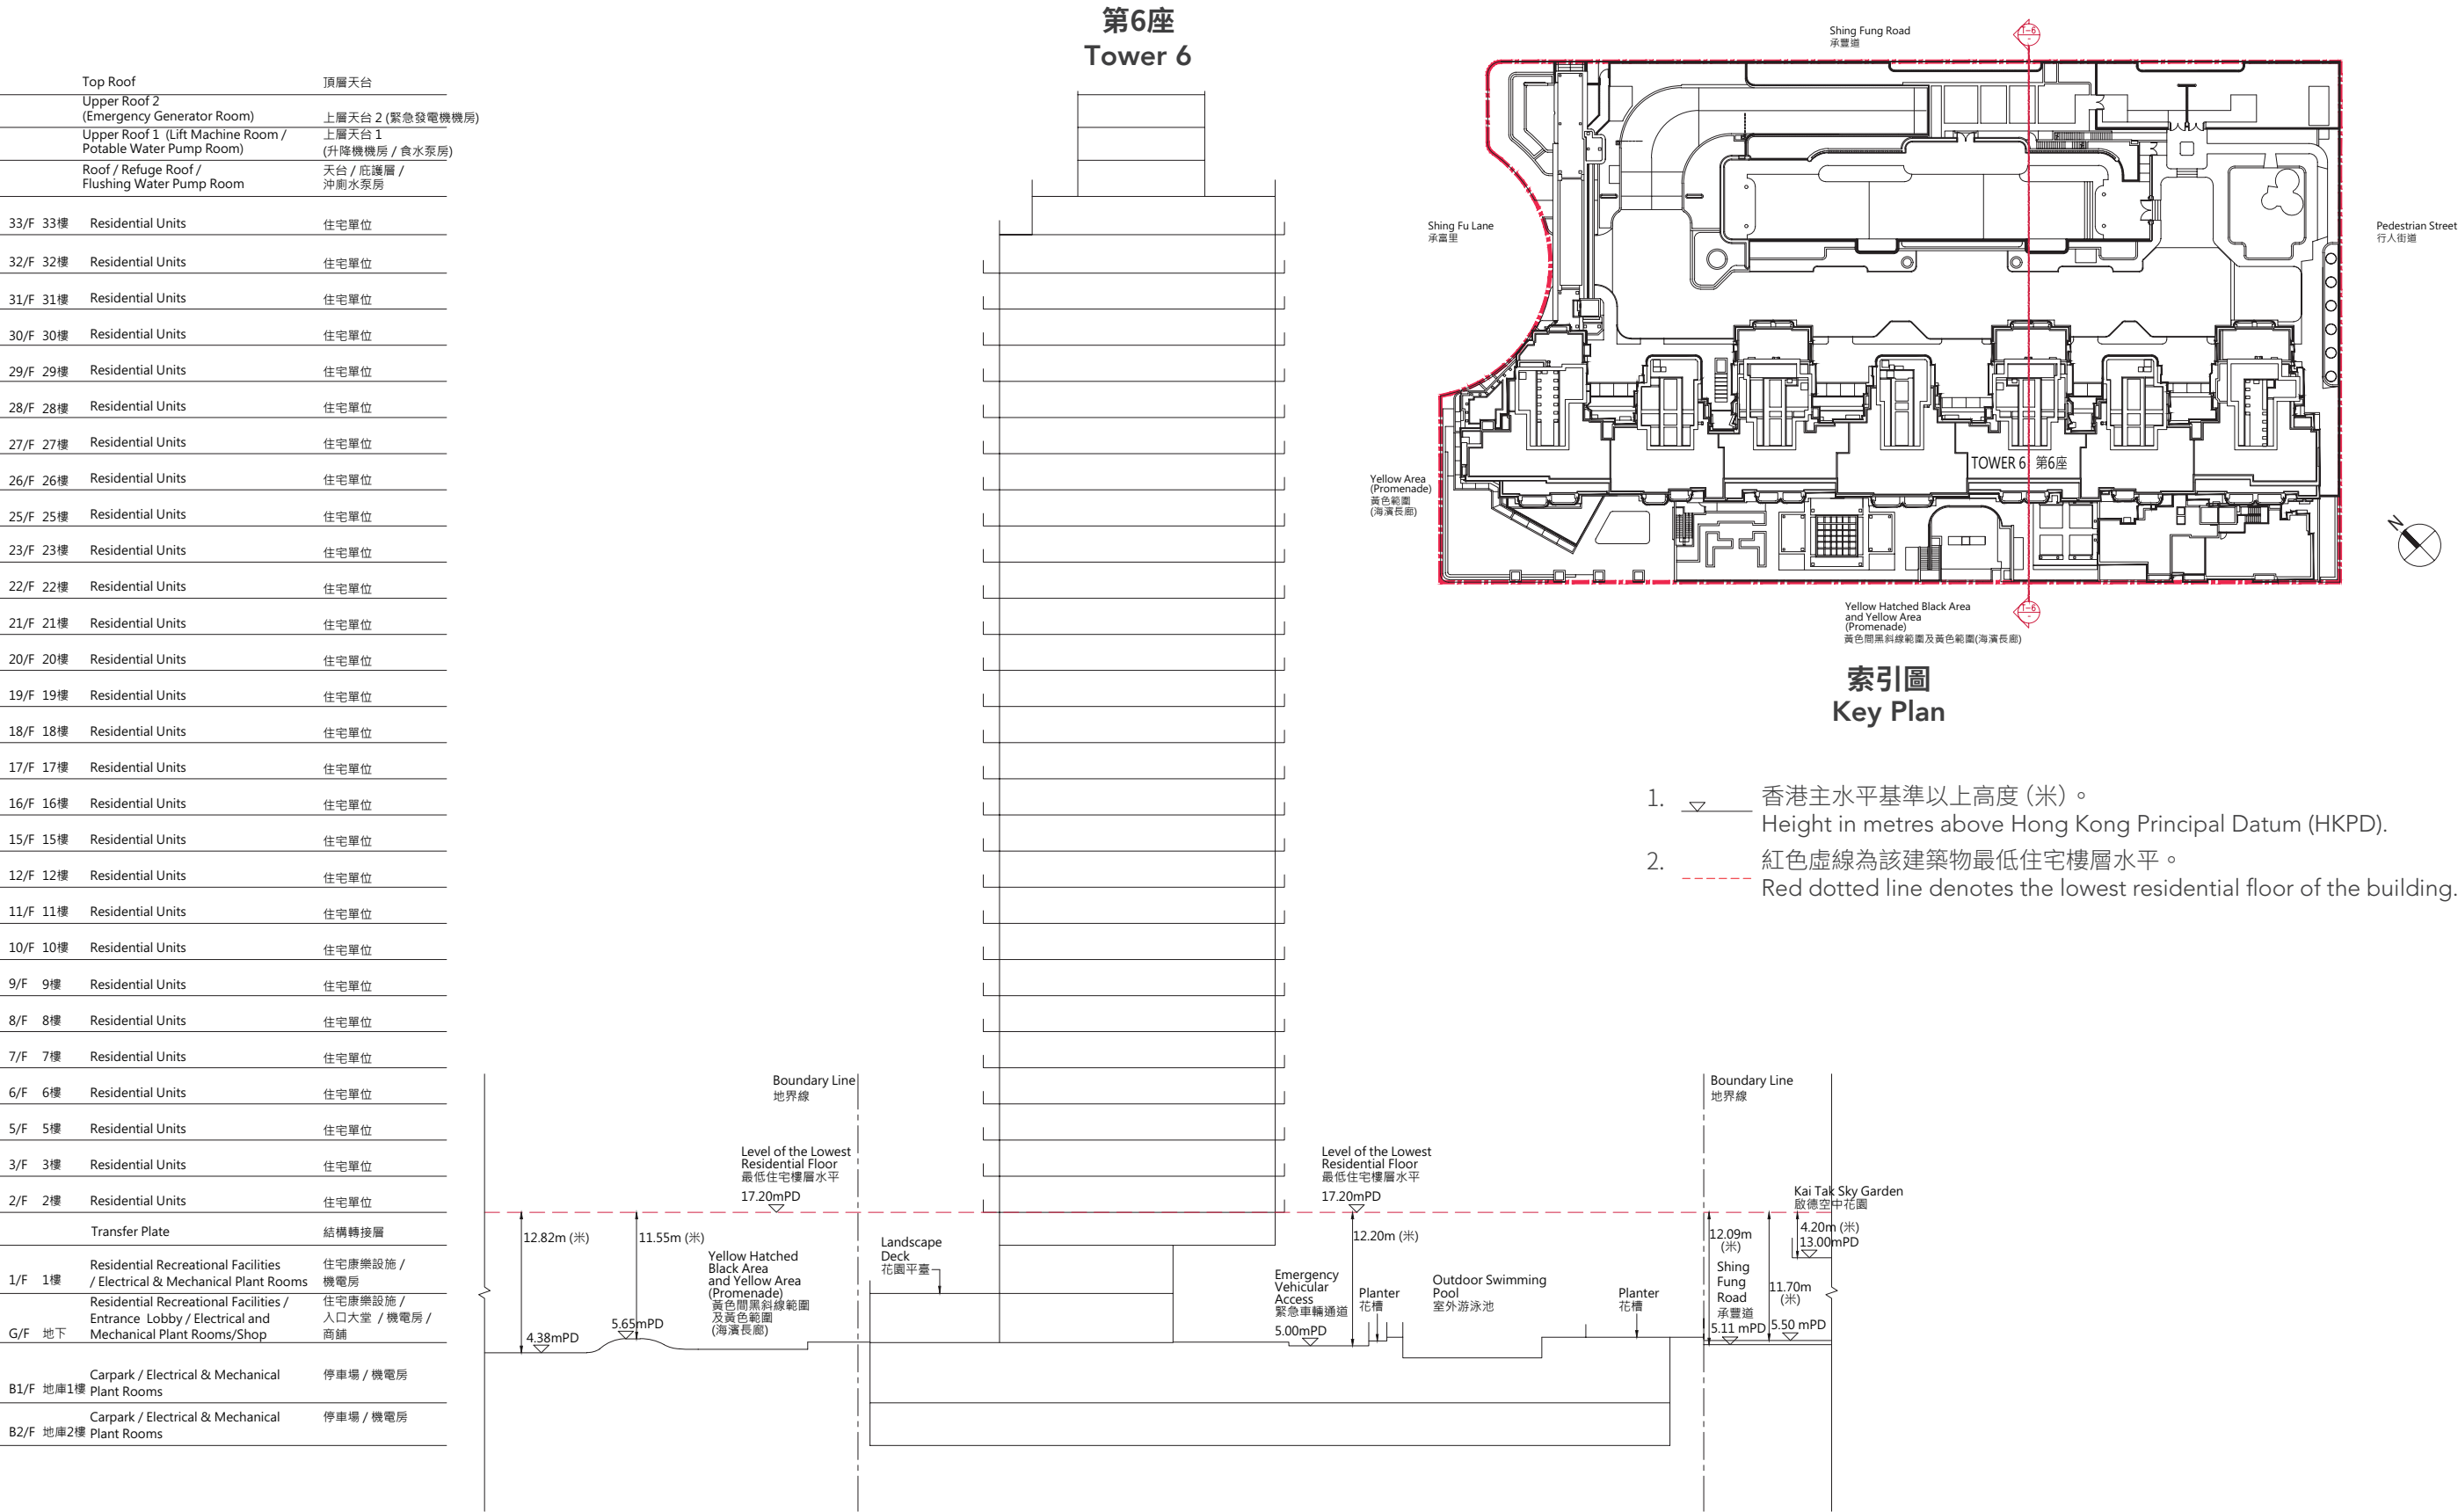 第6座
Tower 6
Top Roof 頂層天台
Upper Roof 2
(Emergency Generator Room) 上層天台 2 (緊急發電機機房)
Upper Roof 1 (Lift Machine Room / 上層天台 1
Potable Water Pump Room) (升降機機房 / 食水泵房)
Roof / Refuge Roof / 天台 / 庇護層 /
Flushing Water Pump Room 沖廁水泵房
33/F 33樓 Residential Units 住宅單位
32/F 32樓 Residential Units 住宅單位
31/F 31樓 Residential Units 住宅單位
30/F 30樓 Residential Units 住宅單位
29/F 29樓 Residential Units 住宅單位
28/F 28樓 Residential Units 住宅單位
27/F 27樓 Residential Units 住宅單位
26/F 26樓 Residential Units 住宅單位
25/F 25樓 Residential Units 住宅單位
23/F 23樓 Residential Units 住宅單位
22/F 22樓 Residential Units 住宅單位
21/F 21樓 Residential Units 住宅單位
20/F 20樓 Residential Units 住宅單位
19/F 19樓 Residential Units 住宅單位
18/F 18樓 Residential Units 住宅單位
17/F 17樓 Residential Units 住宅單位
16/F 16樓 Residential Units 住宅單位
15/F 15樓 Residential Units 住宅單位
12/F 12樓 Residential Units 住宅單位
11/F 11樓 Residential Units 住宅單位
10/F 10樓 Residential Units 住宅單位
9/F 9樓 Residential Units 住宅單位
8/F 8樓 Residential Units 住宅單位
7/F 7樓 Residential Units 住宅單位
6/F 6樓 Residential Units 住宅單位
5/F 5樓 Residential Units 住宅單位
3/F 3樓 Residential Units 住宅單位
2/F 2樓 Residential Units 住宅單位
Transfer Plate 結構轉接層
Residential Recreational Facilities 住宅康樂設施 /
1/F 1樓 / Electrical & Mechanical Plant Rooms 機電房
Residential Recreational Facilities / 住宅康樂設施 /
Entrance Lobby / Electrical and 入口大堂 / 機電房 /
G/F 地下 Mechanical Plant Rooms/Shop 商舖
Carpark / Electrical & Mechanical 停車場 / 機電房
B1/F 地庫1樓 Plant Rooms
Carpark / Electrical & Mechanical 停車場 / 機電房
B2/F 地庫2樓 Plant Rooms
Boundary Line
地界線
Level of the Lowest
Residential Floor
最低住宅樓層水平
17.20mPD
12.82m (米)
11.55m (米)
4.38mPD
5.65mPD
Yellow Hatched
Black Area
and Yellow Area
(Promenade)
黃色間黑斜線範圍
及黃色範圍
(海濱長廊)
Landscape
Deck
花園平臺
Level of the Lowest
Residential Floor
最低住宅樓層水平
17.20mPD
12.20m (米)
Emergency
Vehicular
Access
緊急車輛通道
5.00mPD
Planter
花槽
Outdoor Swimming
Pool
室外游泳池
Planter
花槽
Boundary Line
地界線
12.09m
(米)
Shing
Fung
Road
承豐道
5.11 mPD
11.70m
(米)
5.50 mPD
Kai Tak Sky Garden
啟德空中花園
4.20m (米)
13.00mPD
Shing Fung Road
承豐道
T-6
Shing Fu Lane
承富里
Pedestrian Street
行人街道
TOWER 6 第6座
Yellow Area
(Promenade)
黃色範圍
(海濱長廊)
N
T-6
Yellow Hatched Black Area
and Yellow Area
(Promenade)
黃色間黑斜線範圍及黃色範圍(海濱長廊)
索引圖
Key Plan
1. 香港主水平基準以上高度（米）。
Height in metres above Hong Kong Principal Datum (HKPD).
2. 紅色虛線為該建築物最低住宅樓層水平。
Red dotted line denotes the lowest residential floor of the building.